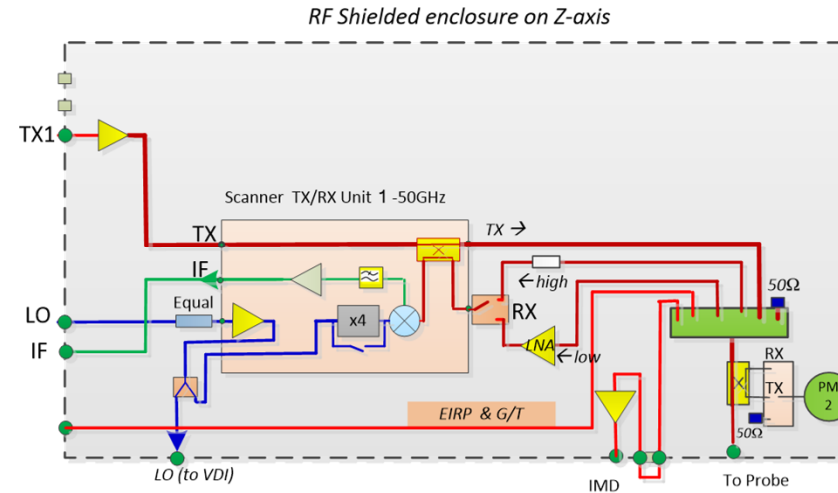 RF Shielded enclosure on Z-axis
TX1
Scanner TX/RX Unit 1 -50GHz
TX
TX →
IF
←high
50Ω
Equal
LO
RX
x4
IF
LNA
←low
RX
TX
PM
2
EIRP & G/T
50Ω
LO (to VDI)
IMD
To Probe